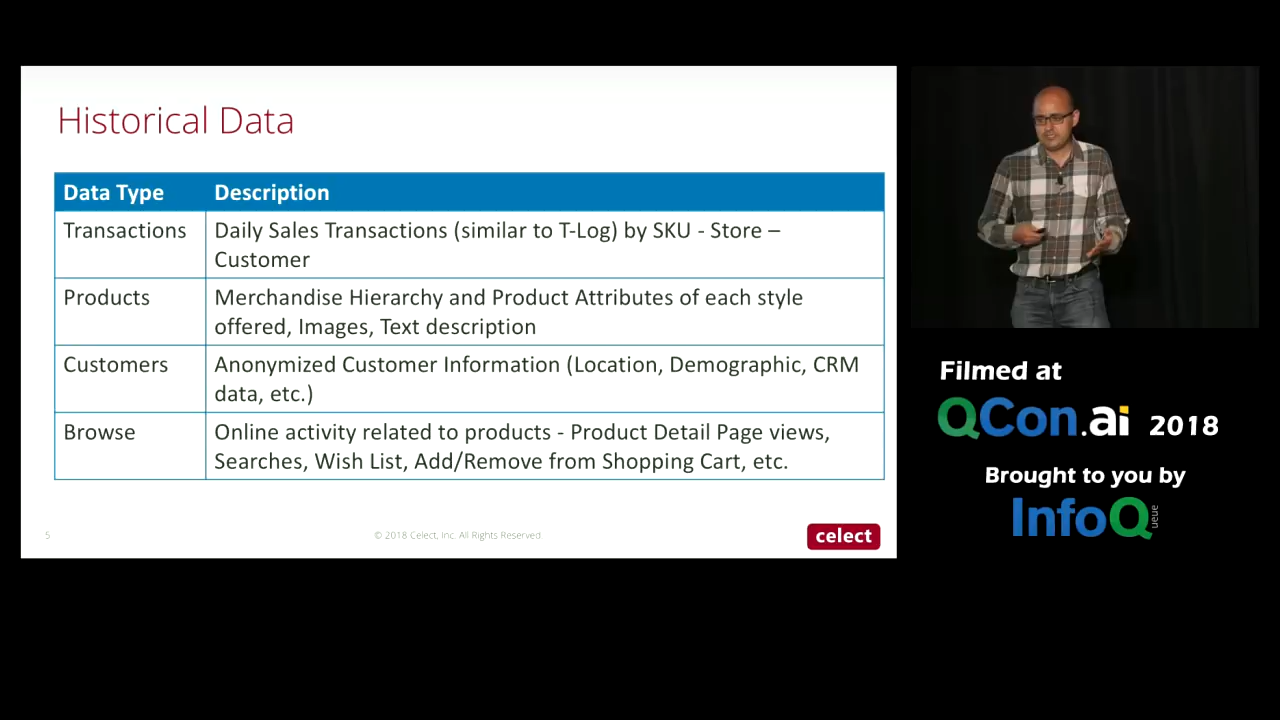 Historical Data
Data Type
Description
Transactions
Daily Sales Transactions (similar to T-Log) by SKU - Store –
Customer
Products
Merchandise Hierarchy and Product Attributes of each style
offered, Images, Text description
Customers
Anonymized Customer Information (Location, Demographic, CRM
data, etc.)
Browse
Online activity related to products - Product Detail Page views,
Searches, Wish List, Add/Remove from Shopping Cart, etc.
5
© 2018 Celect, Inc. All Rights Reserved
celect
Filmed at
QCon.ai 2018
Brought to you by
InfoQ
ueue